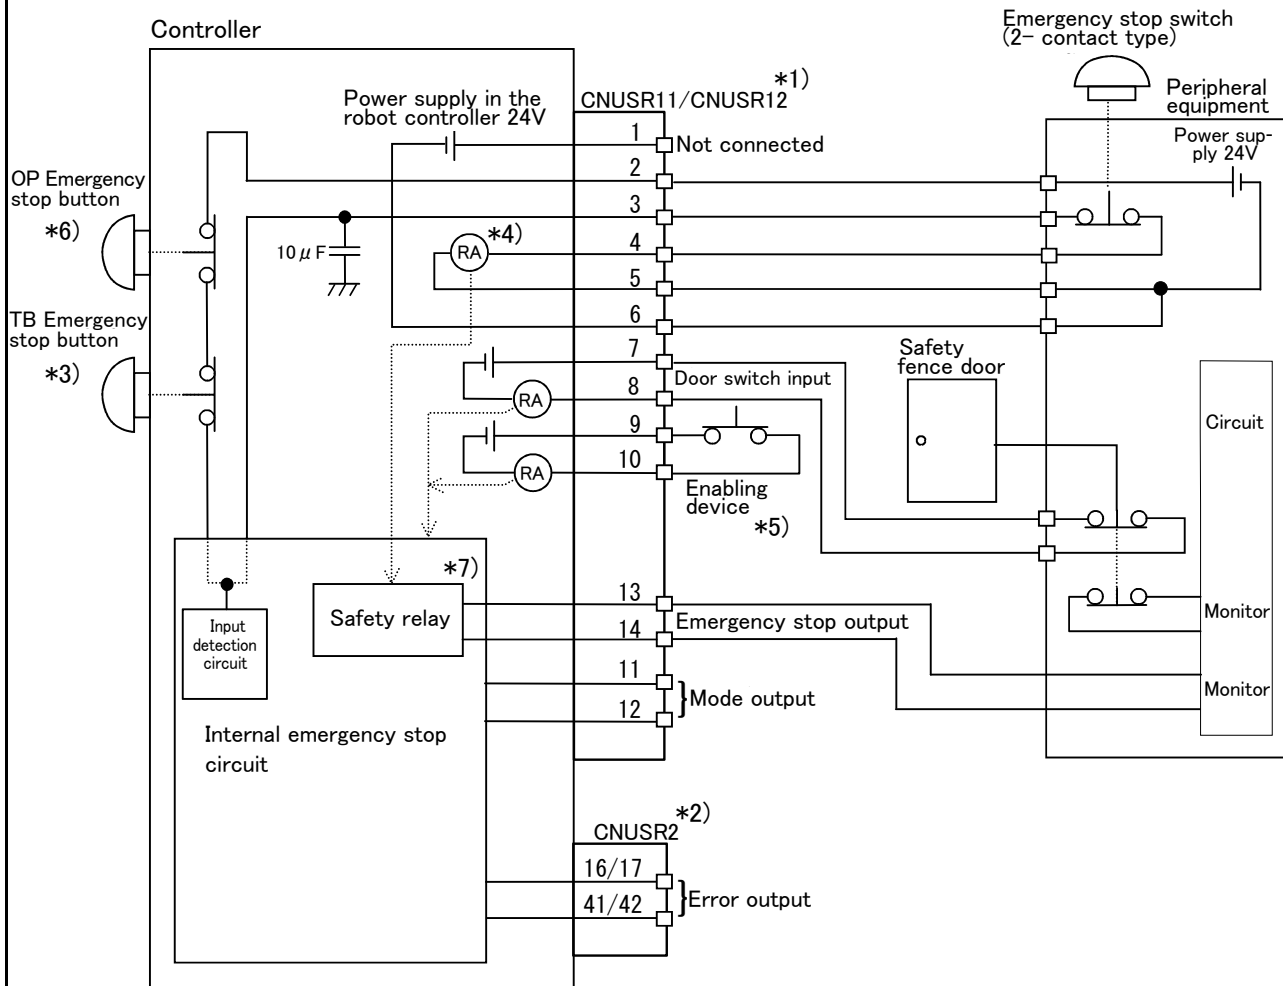 Controller
Emergency stop switch
(2- contact type)
Peripheral
equipment
Power sup-
ply 24V
Power supply in the
robot controller 24V
CNUSR11/CNUSR12
*1)
1
Not connected
2
3
4
5
6
7
Door switch input
8
9
10
OP Emergency
stop button
*6)
10μF
RA
*4)
TB Emergency
stop button
*3)
RA
RA
Enabling
device
*5)
Safety
fence door
Circuit
*7)
Safety relay
13
Emergency stop output
14
11
12
Mode output
Monitor
Monitor
Input
detection
circuit
Internal emergency stop
circuit
*2)
CNUSR2
16/17
41/42
Error output